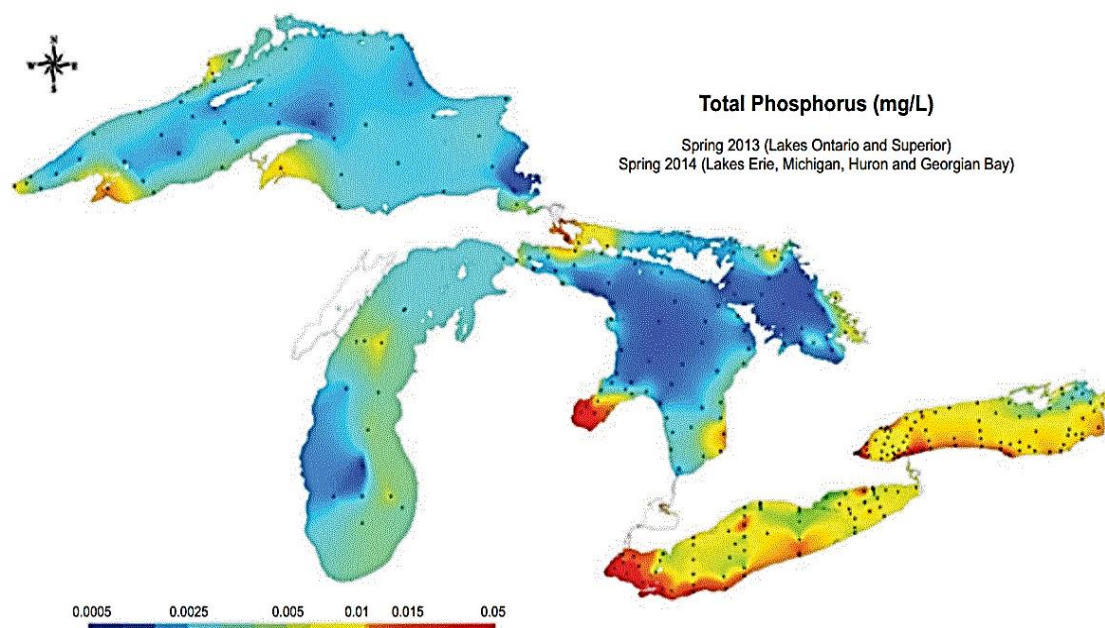 N
W E
S
Total Phosphorus (mg/L)
Spring 2013 (Lakes Ontario and Superior)
Spring 2014 (Lakes Erie, Michigan, Huron and Georgian Bay)
0.0005 0.0025 0.005 0.01 0.015 0.05